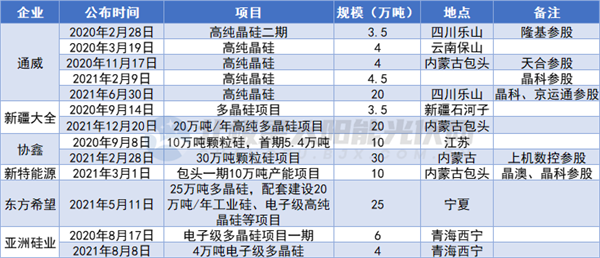 企业 公布时间 项目 规模（万吨） 地点 备注
通威 2020年2月28日 高纯晶硅二期 3.5 四川乐山 隆基参股
2020年3月19日 高纯晶硅 4 云南保山
2020年11月17日 高纯晶硅 4 内蒙古包头 天合参股
2021年2月9日 高纯晶硅 4.5 晶科参股
2021年6月30日 高纯晶硅 20 四川乐山 晶科、京运通参股
新疆大全 2020年9月14日 多晶硅项目 3.5 新疆石河子
2021年12月20日 20万吨/年高纯多晶硅项目 内蒙古包头
协鑫 2020年9月8日 10万吨颗粒硅，首期5.4万吨 10 江苏
2021年2月28日 30万吨颗粒硅项目 30 内蒙古 上机数控参股
新特能源 2021年3月1日 包头一期10万吨产能项目 10 内蒙古包头 晶澳、晶科参股
东方希望 2021年5月11日 25万吨多晶硅，配套建设20
万吨/年工业硅、电子级高纯
晶硅等项目 25 宁夏
亚洲硅业 2020年8月17日 电子级多晶硅项目一期 6 青海西宁
2021年8月8日 4万吨电子级多晶硅 4 青海西宁